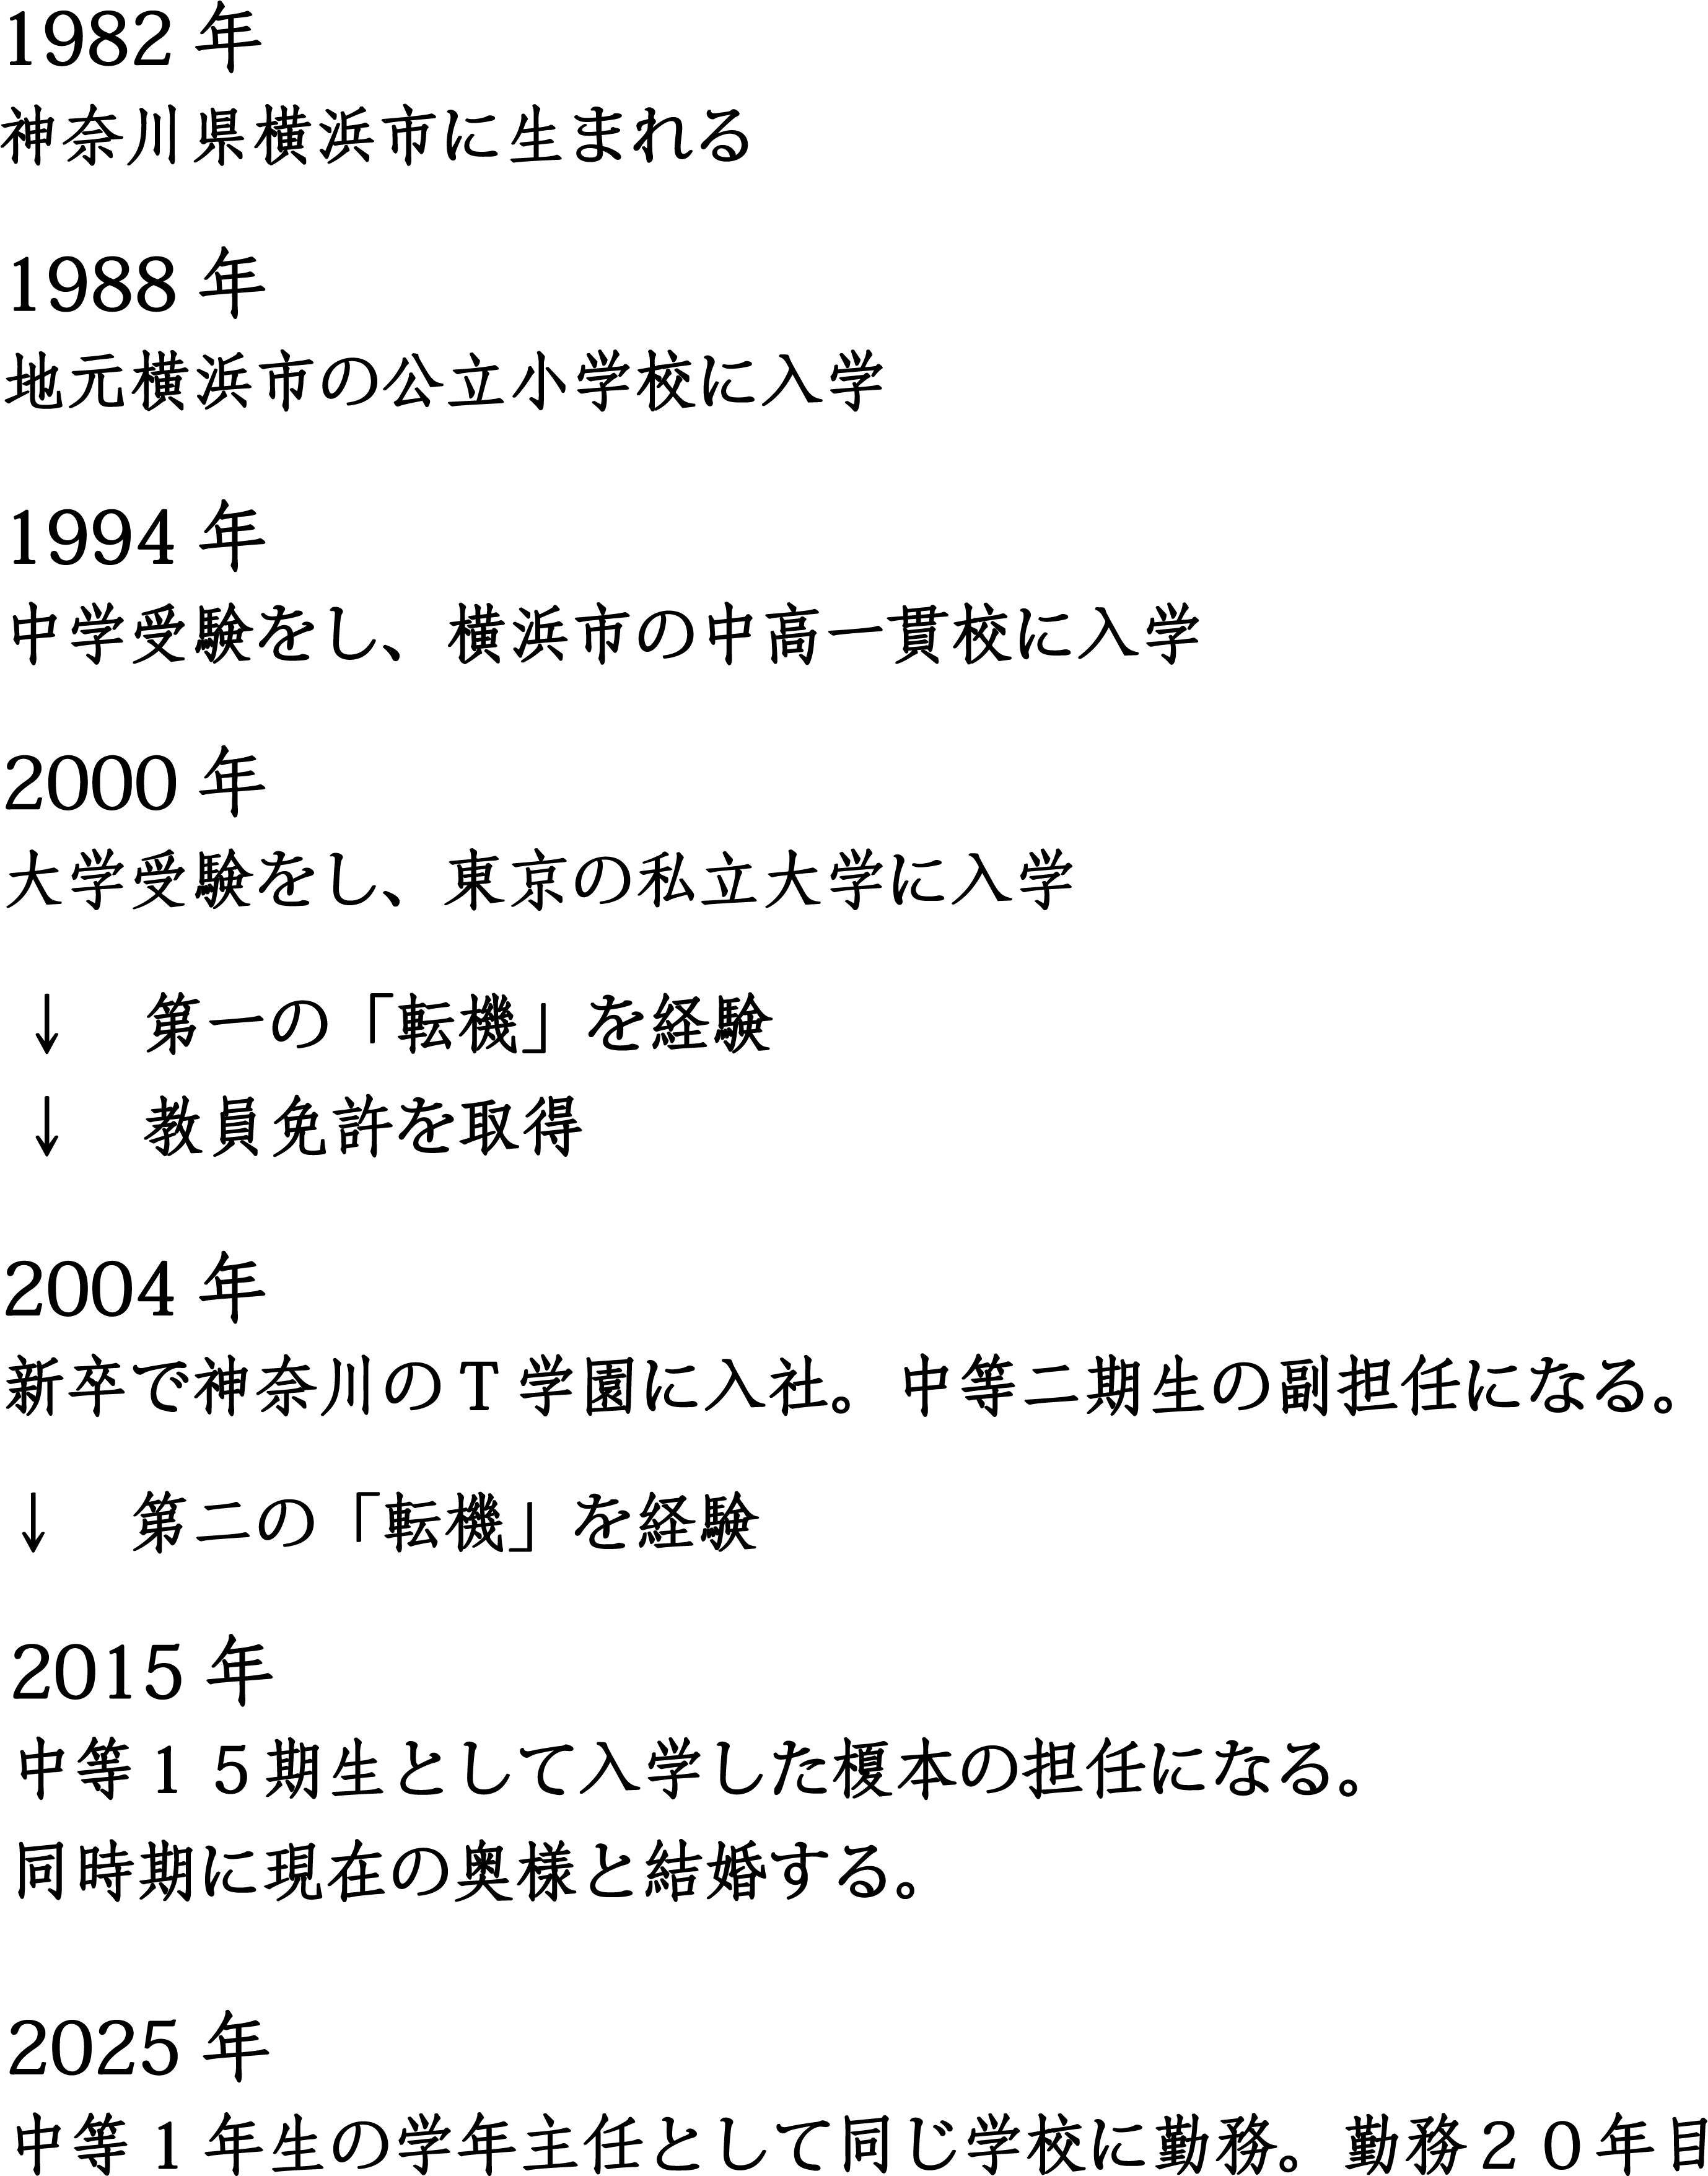 1982 年
神奈川県横浜市に生まれる
1988 年
地元横浜市の公立小学校に入学
1994 年
中学受験をし、横浜市の中高一貫校に入学
2000 年
大学受験をし、東京の私立大学に入学
↓　第一の「転機」を経験
↓　教員免許を取得
2004 年
新卒で神奈川の T 学園に入社。中等二期生の副担任になる。
↓　第二の「転機」を経験
2015 年
中等１５期生として入学した榎本の担任になる。
同時期に現在の奥様と結婚する。
2025 年
中等 1 年生の学年主任として同じ学校に勤務。勤務２０年目